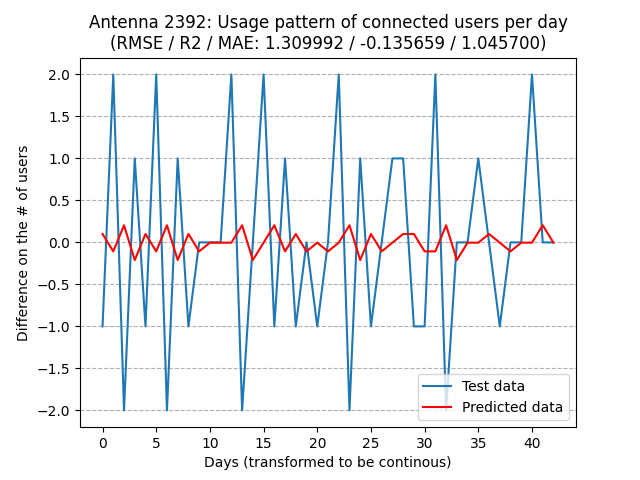 Antenna 2392: Usage pattern of connected users per day
(RMSE / R2 / MAE: 1.309992 / -0.135659 / 1.045700)
2.0
1.5
1.0
0.5
0.0
−0.5
−1.0
−1.5
−2.0
Difference on the # of users
Test data
Predicted data
0 5 10 15 20 25 30 35 40
Days (transformed to be continous)